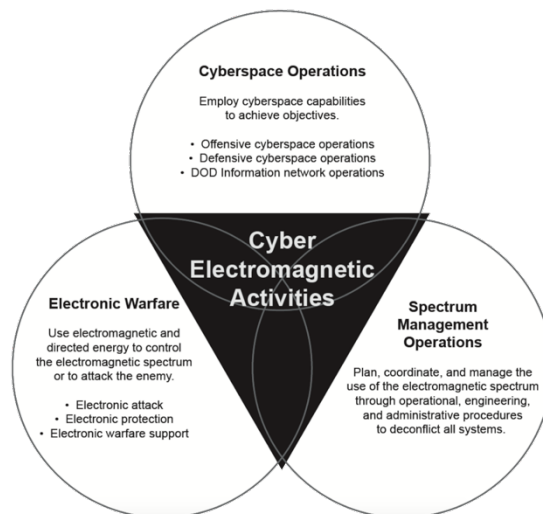 Cyberspace Operations
Employ cyberspace capabilities
to achieve objectives.
• Offensive cyberspace operations
• Defensive cyberspace operations
• DOD Information network operations
Cyber
Electromagnetic
Activities
Electronic Warfare
Use electromagnetic and
directed energy to control
the electromagnetic spectrum
or to attack the enemy.
• Electronic attack
• Electronic protection
• Electronic warfare support
Spectrum
Management
Operations
Plan, coordinate, and manage the
use of the electromagnetic spectrum
through operational, engineering,
and administrative procedures
to deconflict all systems.